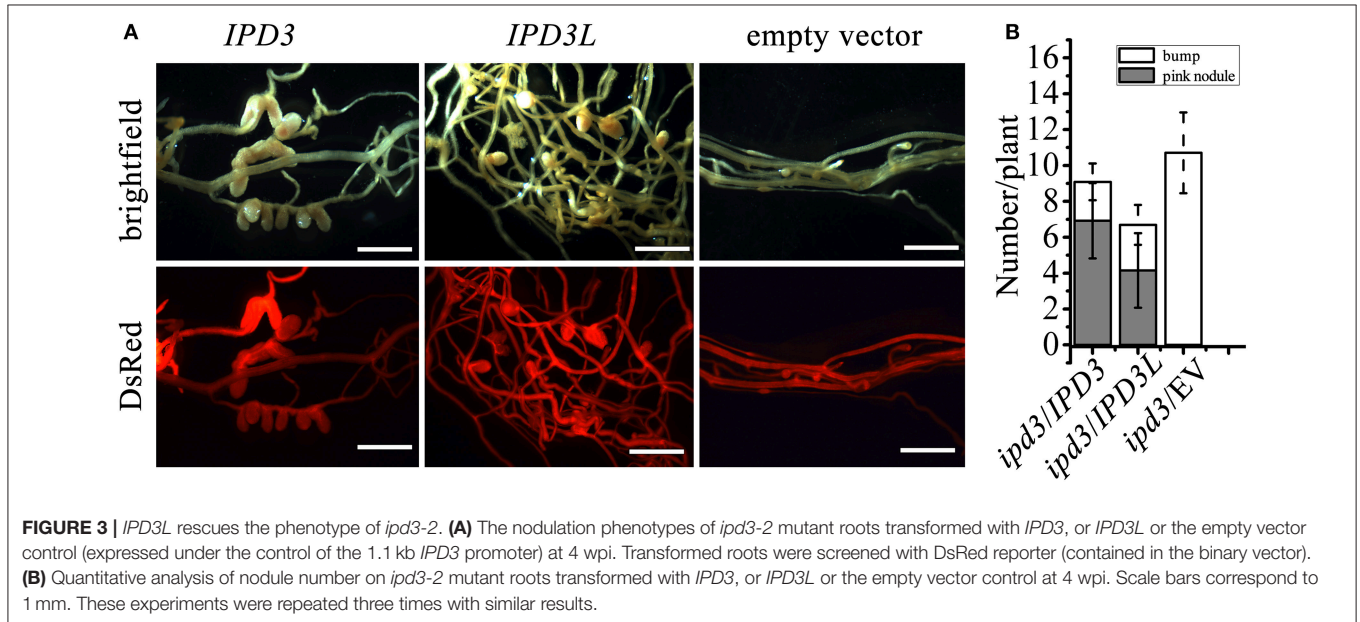 A
IPD3
IPD3L
empty vector
brightfield
DsRed
B
bump
pink nodule
16
14
12
10
8
6
4
2
0
Number/plant
ipd3/IPD3
ipd3/IPD3L
ipd3/EV
FIGURE 3 | IPD3L rescues the phenotype of ipd3-2. (A) The nodulation phenotypes of ipd3-2 mutant roots transformed with IPD3, or IPD3L or the empty vector
control (expressed under the control of the 1.1 kb IPD3 promoter) at 4 wpi. Transformed roots were screened with DsRed reporter (contained in the binary vector).
(B) Quantitative analysis of nodule number on ipd3-2 mutant roots transformed with IPD3, or IPD3L or the empty vector control at 4 wpi. Scale bars correspond to
1 mm. These experiments were repeated three times with similar results.